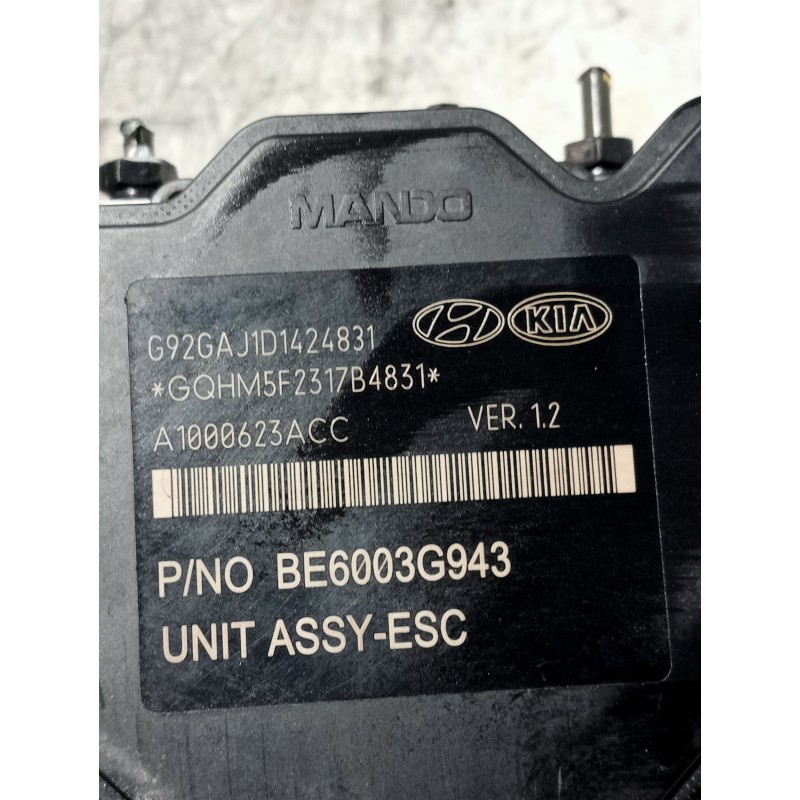 MANDO
G92GAJ1D1424831
KIA
*GQHM5F2317B4831*
A1000623ACC VER. 1.2
P/NO BE6003G943
UNIT ASSY-ESC